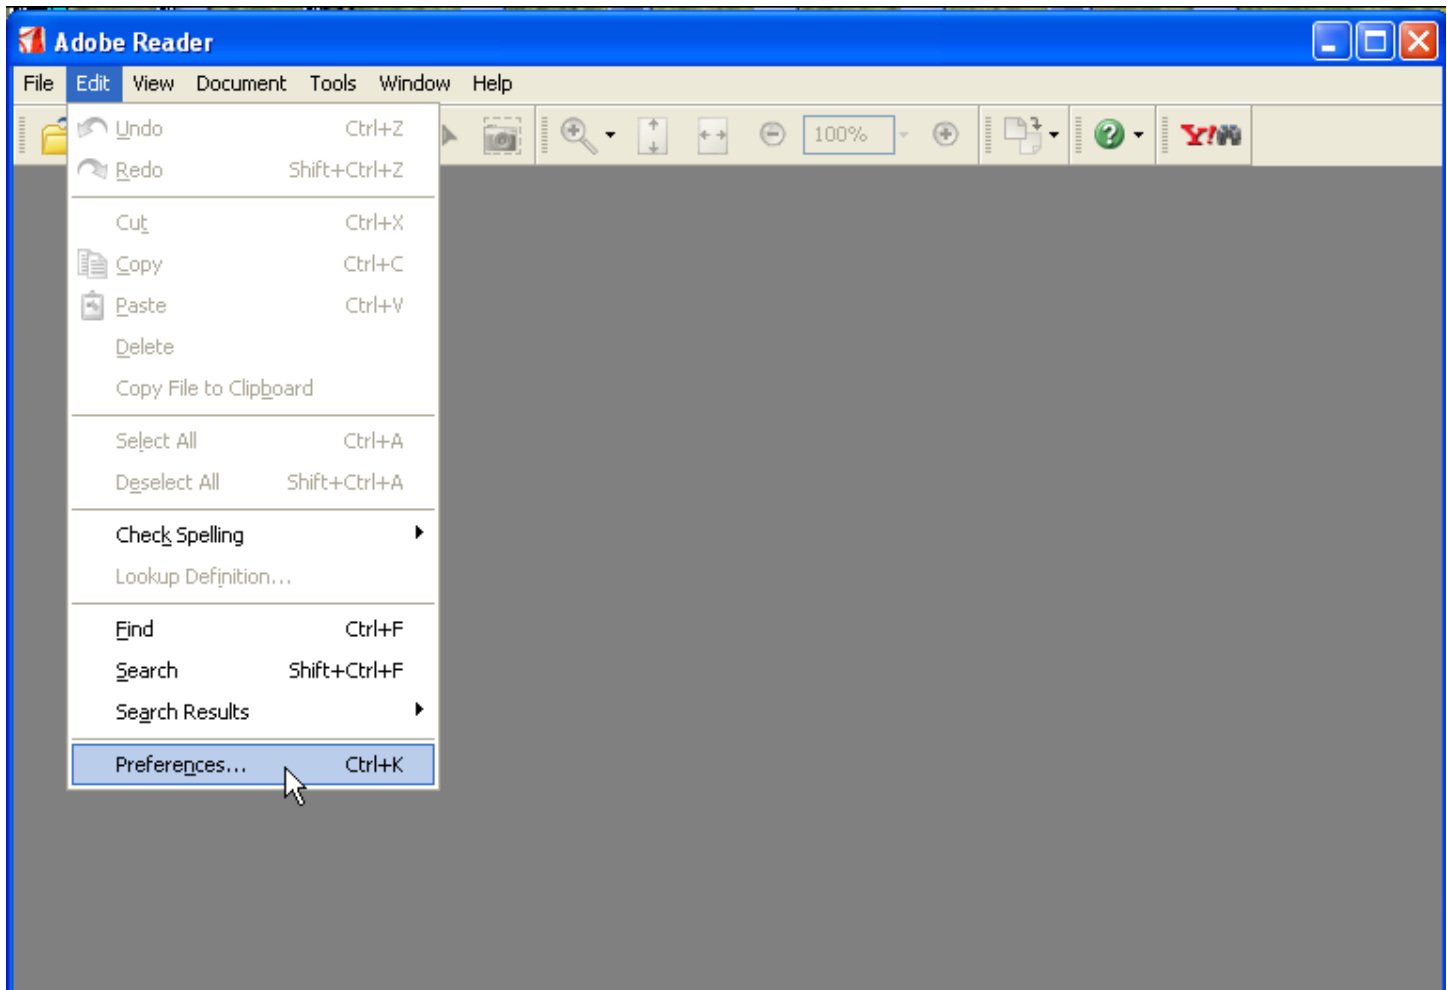 Adobe Reader
File Edit View Document Tools Window Help
100% Y!
Undo Ctrl+Z
Redo Shift+Ctrl+Z
Cut Ctrl+X
Copy Ctrl+C
Paste Ctrl+V
Delete
Copy File to Clipboard
Select All Ctrl+A
Deselect All Shift+Ctrl+A
Check Spelling
Lookup Definition...
Find Ctrl+F
Search Shift+Ctrl+F
Search Results
Preferences... Ctrl+K